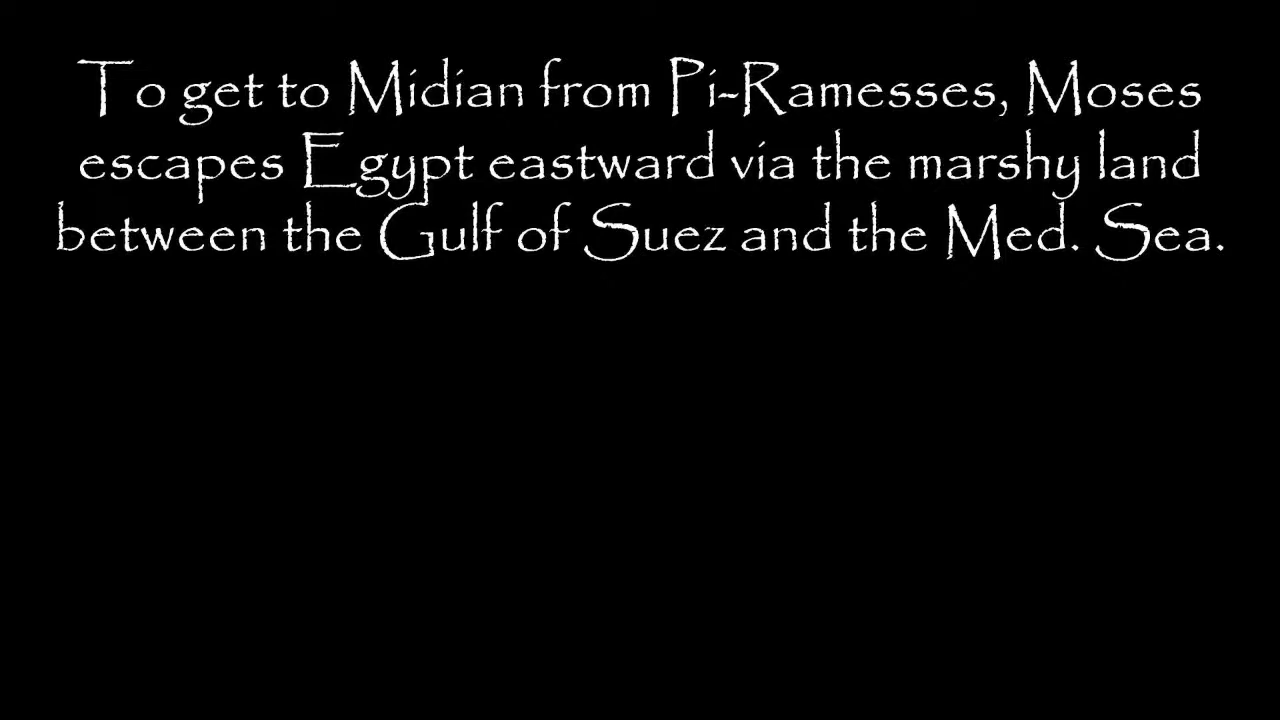 To get to Midian from Pi-Ramesses, Moses
escapes Egypt eastward via the marshy land
between the Gulf of Suez and the Med. Sea.